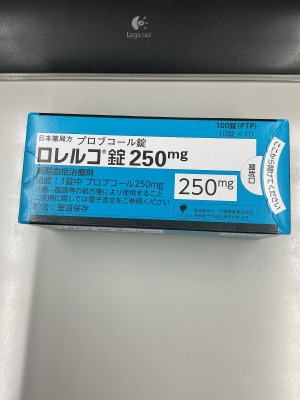 Logicool
100錠(PTP)
10錠×10
日本薬局方 プロブコール錠
ロレルコ®錠250mg
高脂血症治療剤
組成:1錠中 プロブコール250mg
注意-医師等の処方箋により使用すること
ご使用に際しては電子添文をご参照ください
貯法:室温保存
250mg
開封口
ここから開けてください